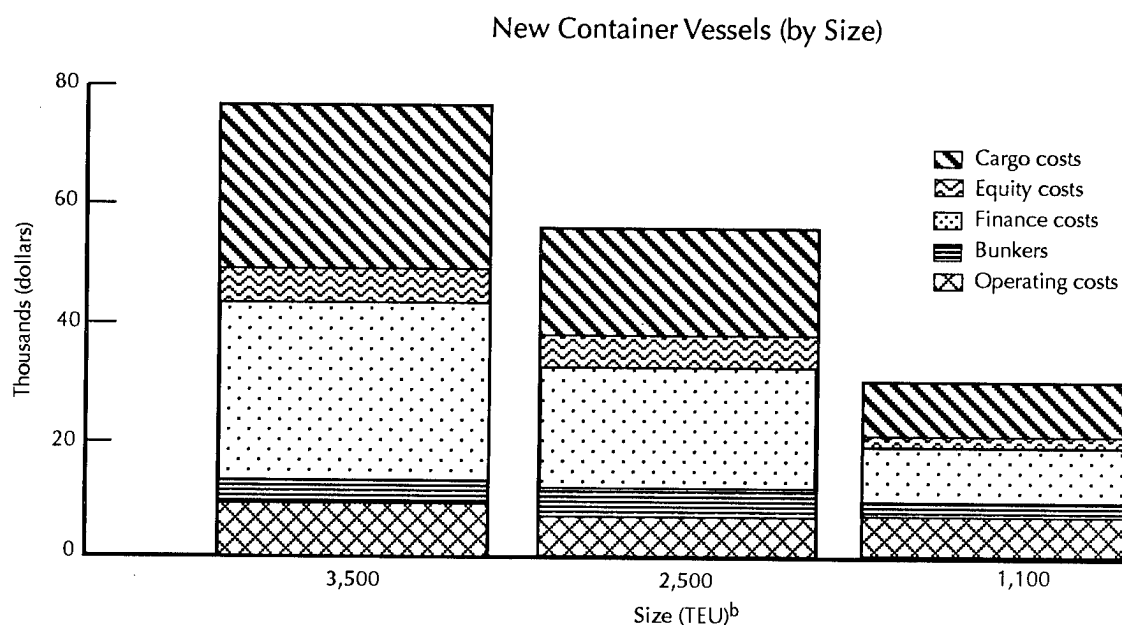 New Container Vessels (by Size)
80
60
40
20
0
Thousands (dollars)
Cargo costs
Equity costs
Finance costs
Bunkers
Operating costs
3,500
2,500
1,100
Size (TEU)b